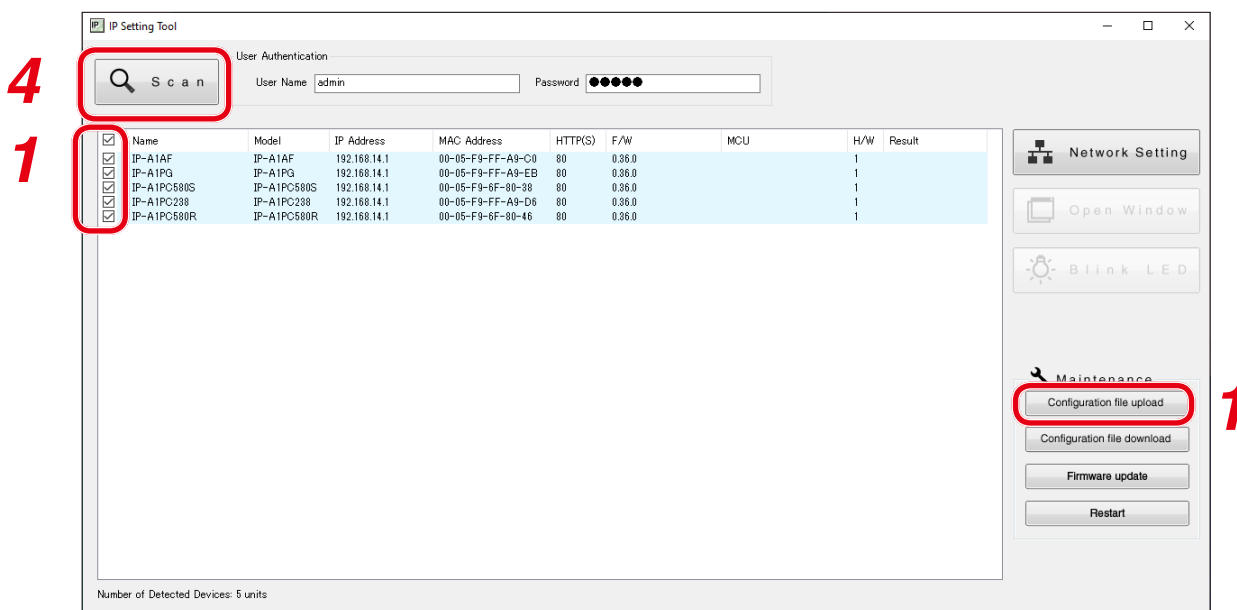 IP IP Setting Tool
4
User Authentication
Scan
User Name admin Password ●●●●●
1
Name Model IP Address MAC Address HTTP(S) F/W MCU H/W Result
IP-A1AF IP-A1AF 192.168.14.1 00-05-F9-FF-A9-C0 80 0.36.0 1
IP-A1PG IP-A1PG 192.168.14.1 00-05-F9-FF-A9-EB 80 0.36.0 1
IP-A1PC580S IP-A1PC580S 192.168.14.1 00-05-F9-6F-80-38 80 0.36.0 1
IP-A1PC238 IP-A1PC238 192.168.14.1 00-05-F9-FF-A9-D6 80 0.36.0 1
IP-A1PC580R IP-A1PC580R 192.168.14.1 00-05-F9-6F-80-46 80 0.36.0 1
Network Setting
Open Window
Blink LED
Maintenance
Configuration file upload
1
Configuration file download
Firmware update
Restart
Number of Detected Devices: 5 units